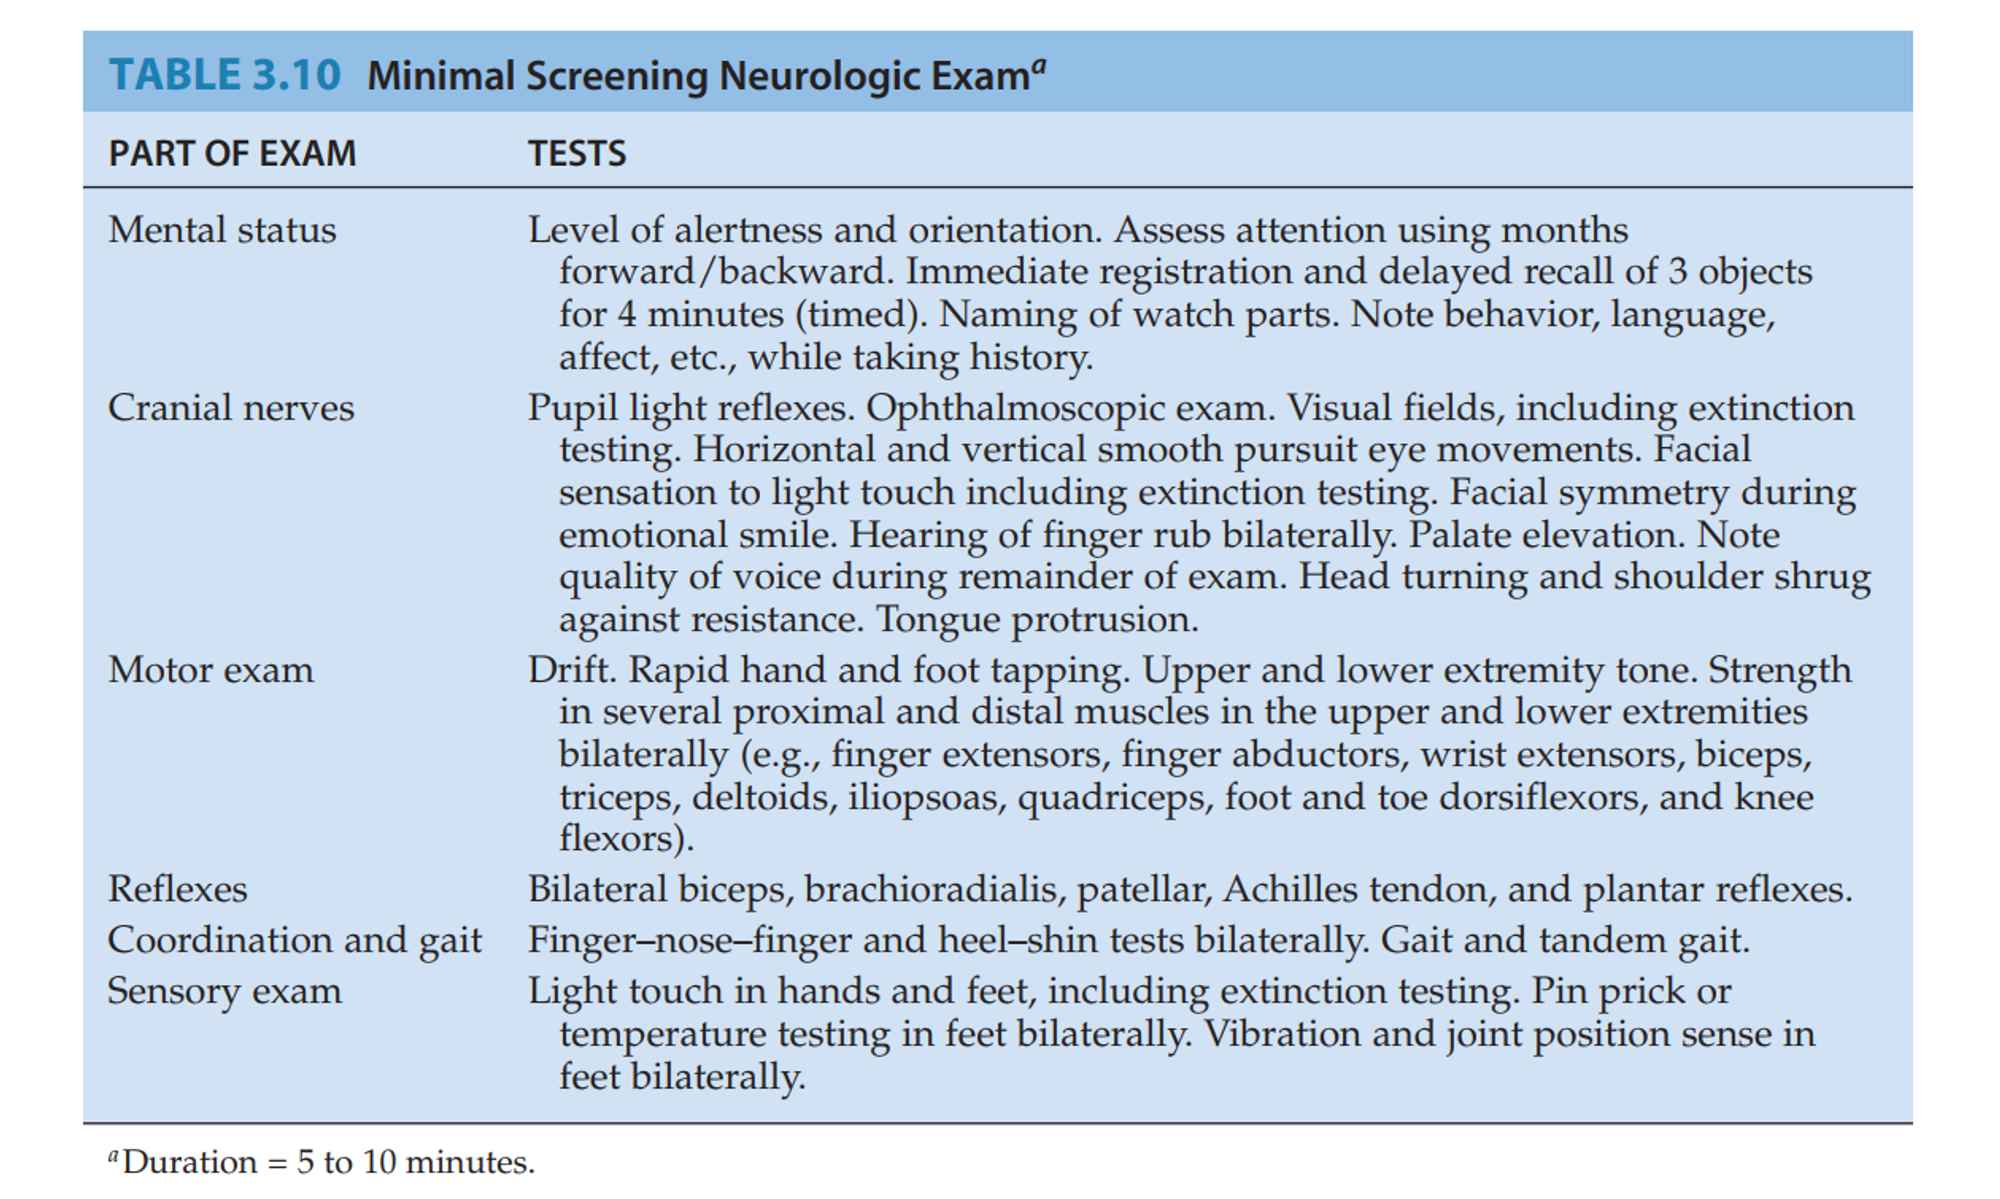 TABLE 3.10 Minimal Screening Neurologic Exam^a
PART OF EXAM TESTS
Mental status Level of alertness and orientation. Assess attention using months
forward/backward. Immediate registration and delayed recall of 3 objects
for 4 minutes (timed). Naming of watch parts. Note behavior, language,
affect, etc., while taking history.
Cranial nerves Pupil light reflexes. Ophthalmoscopic exam. Visual fields, including extinction
testing. Horizontal and vertical smooth pursuit eye movements. Facial
sensation to light touch including extinction testing. Facial symmetry during
emotional smile. Hearing of finger rub bilaterally. Palate elevation. Note
quality of voice during remainder of exam. Head turning and shoulder shrug
against resistance. Tongue protrusion.
Motor exam Drift. Rapid hand and foot tapping. Upper and lower extremity tone. Strength
in several proximal and distal muscles in the upper and lower extremities
bilaterally (e.g., finger extensors, finger abductors, wrist extensors, biceps,
triceps, deltoids, iliopsoas, quadriceps, foot and toe dorsiflexors, and knee
flexors).
Reflexes Bilateral biceps, brachioradialis, patellar, Achilles tendon, and plantar reflexes.
Coordination and gait Finger–nose–finger and heel–shin tests bilaterally. Gait and tandem gait.
Sensory exam Light touch in hands and feet, including extinction testing. Pin prick or
temperature testing in feet bilaterally. Vibration and joint position sense in
feet bilaterally.
^a Duration = 5 to 10 minutes.